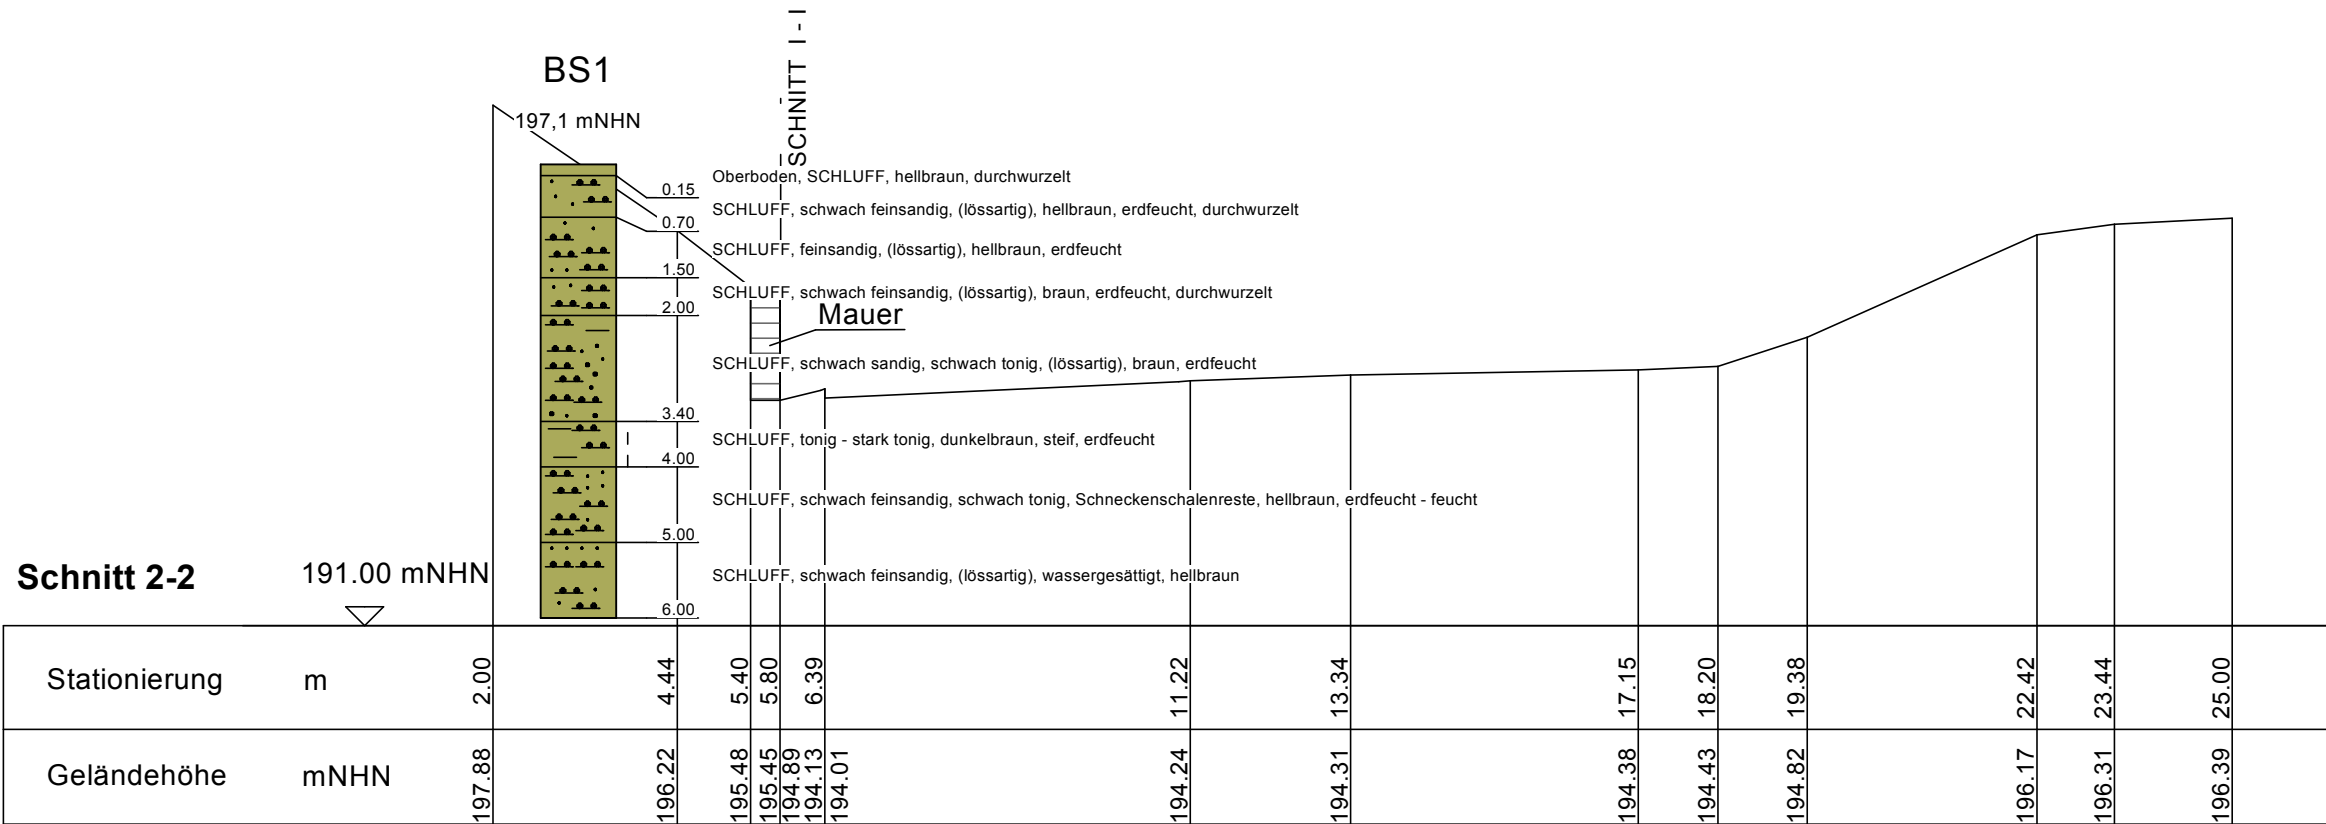 SCHNITT I - I
BS1
197,1 mNHN
Oberboden, SCHLUFF, hellbraun, durchwurzelt
0.15
SCHLUFF, schwach feinsandig, (lössartig), hellbraun, erdfeucht, durchwurzelt
0.70
SCHLUFF, feinsandig, (lössartig), hellbraun, erdfeucht
1.50
SCHLUFF, schwach feinsandig, (lössartig), braun, erdfeucht, durchwurzelt
2.00
Mauer
SCHLUFF, schwach sandig, schwach tonig, (lössartig), braun, erdfeucht
3.40
SCHLUFF, tonig - stark tonig, dunkelbraun, steif, erdfeucht
4.00
SCHLUFF, schwach feinsandig, schwach tonig, Schneckenschalenreste, hellbraun, erdfeucht - feucht
5.00
Schnitt 2-2 191.00 mNHN
SCHLUFF, schwach feinsandig, (lössartig), wassergesättigt, hellbraun
6.00
Stationierung m 2.00 4.44 5.40 5.80 6.39 11.22 13.34 17.15 18.20 19.38 22.42 23.44 25.00
Geländehöhe mNHN 197.88 196.22 195.48 195.45 194.89 194.13 194.01 194.24 194.31 194.38 194.43 194.82 196.17 196.31 196.39